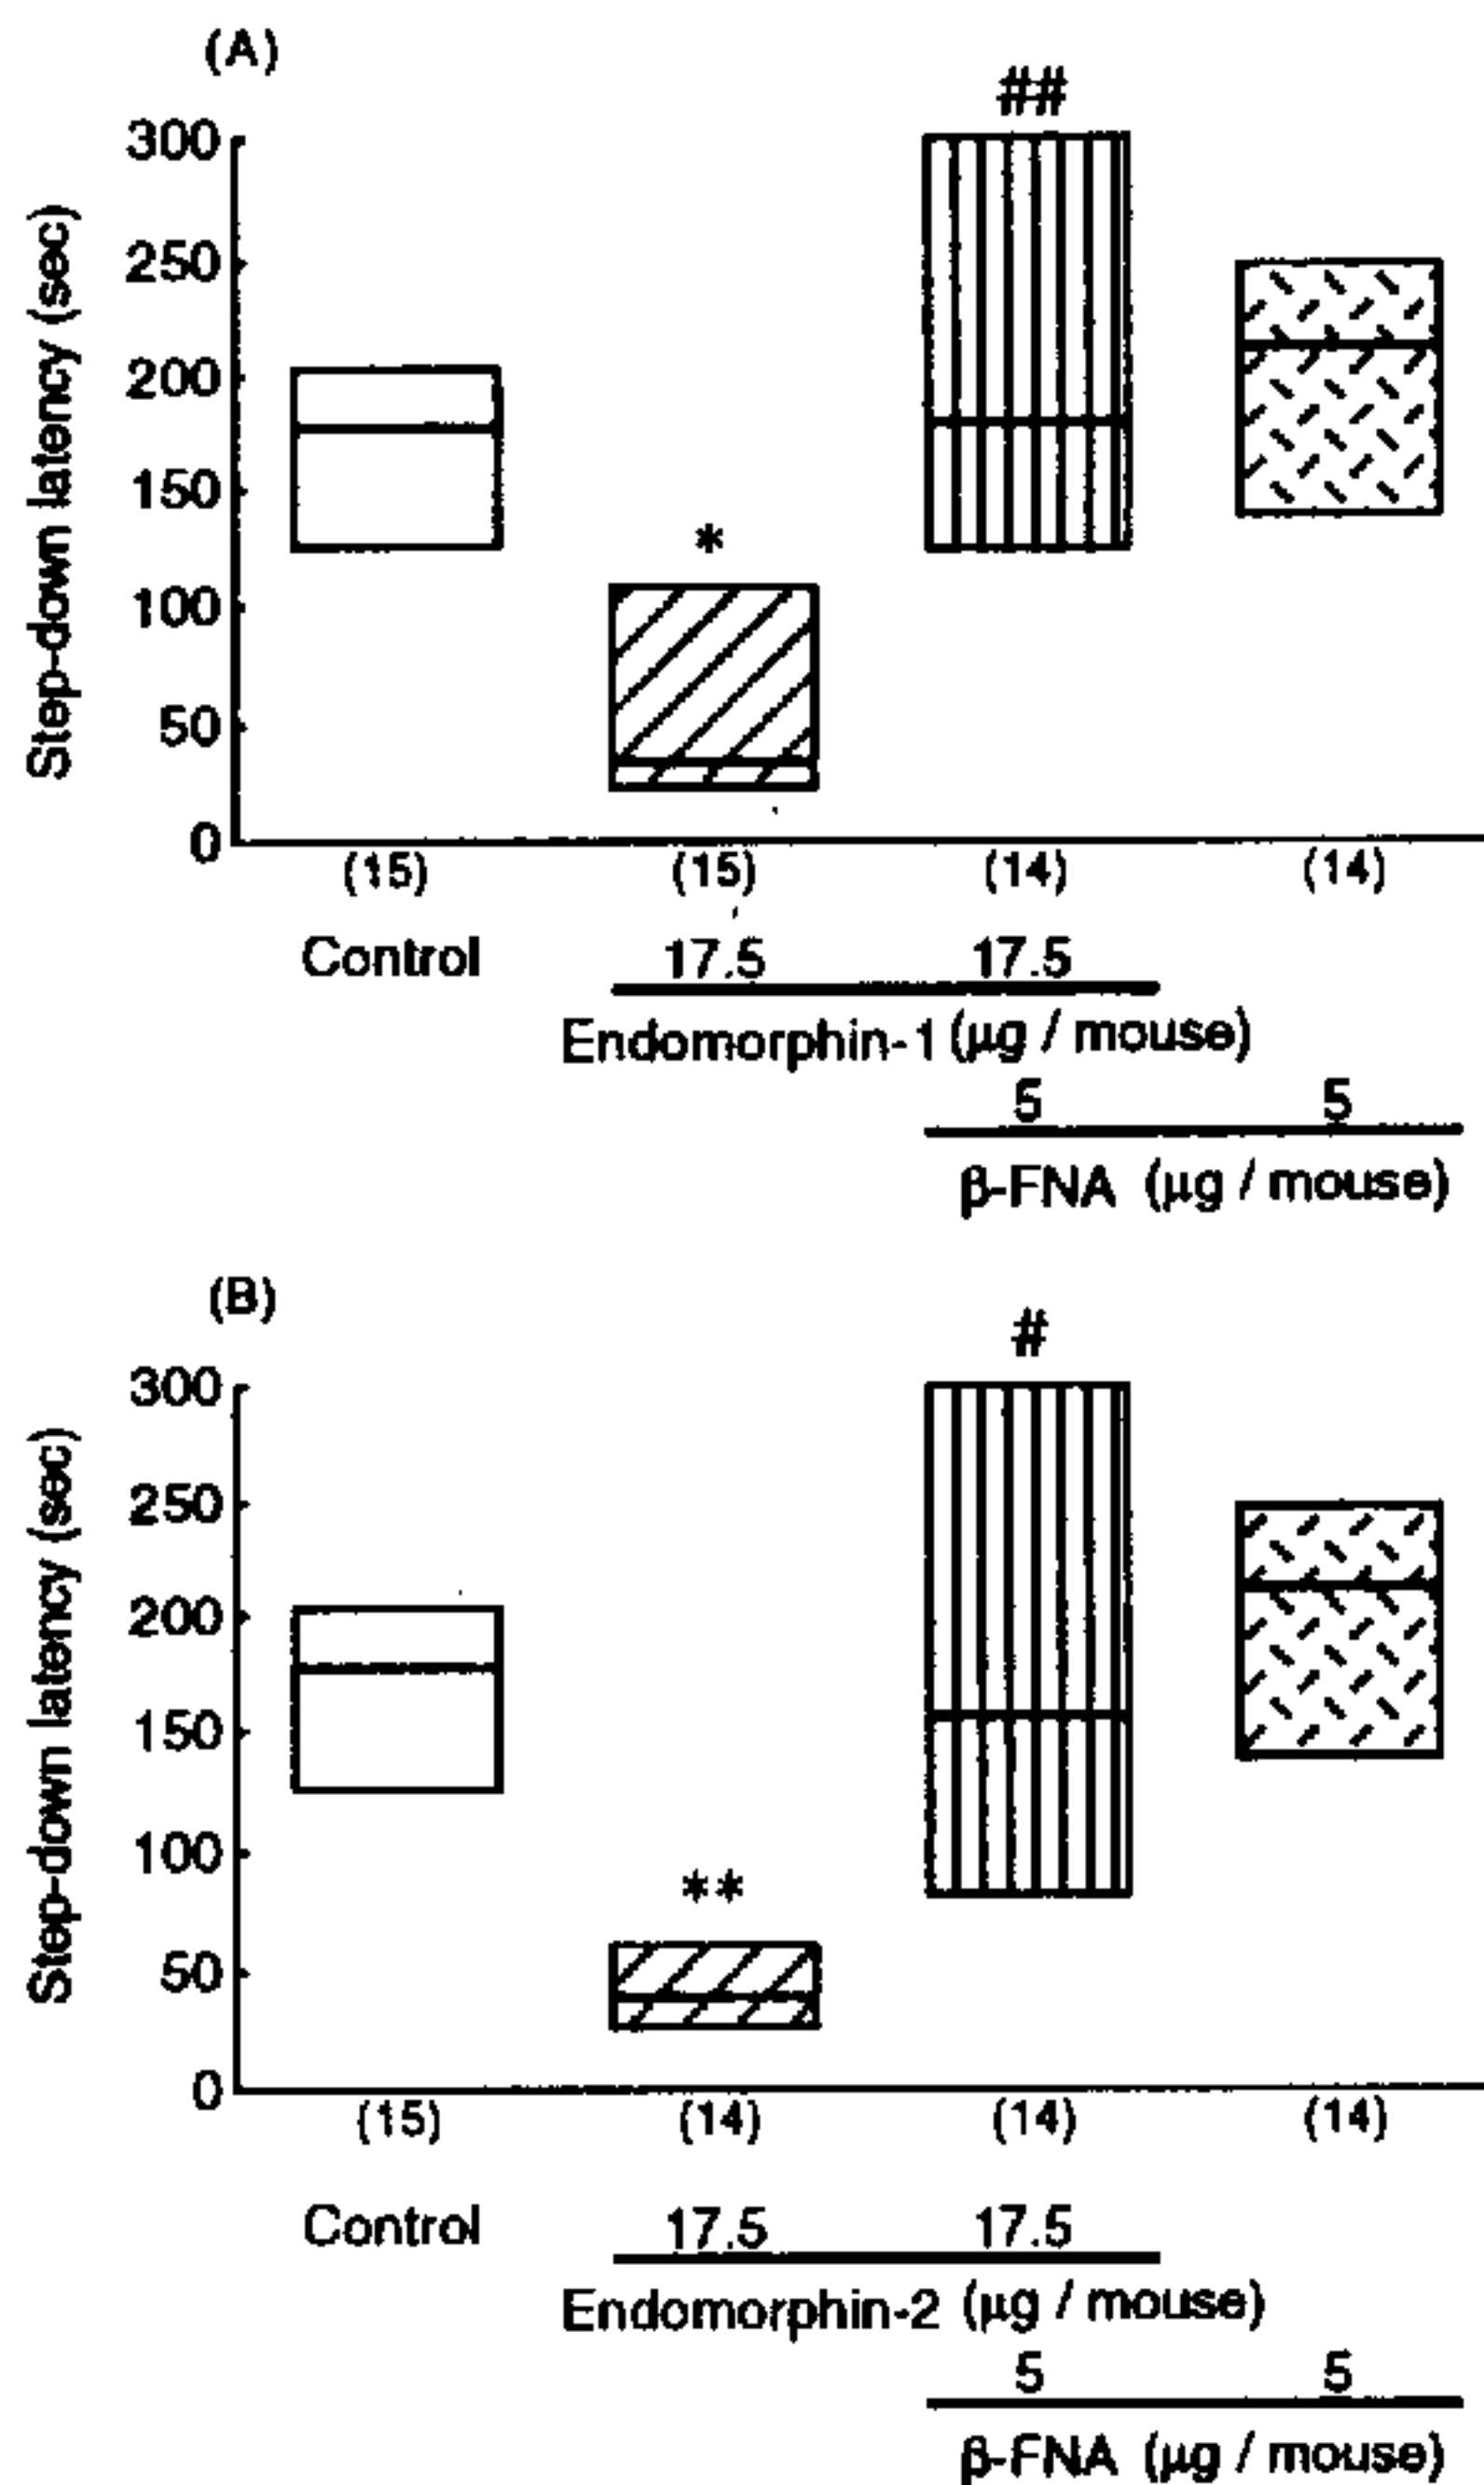 (A)
##
300
250
200
150
*
100
50
0
Step-down latency (sec)
(15) (15) (14) (14)
Control 17.5 17.5
Endomorphin-1 (μg / mouse)
5 5
β-FNA (μg / mouse)
(B)
#
300
250
200
150
100
**
50
0
Step-down latency (sec)
(15) (14) (14) (14)
Control 17.5 17.5
Endomorphin-2 (μg / mouse)
5 5
β-FNA (μg / mouse)